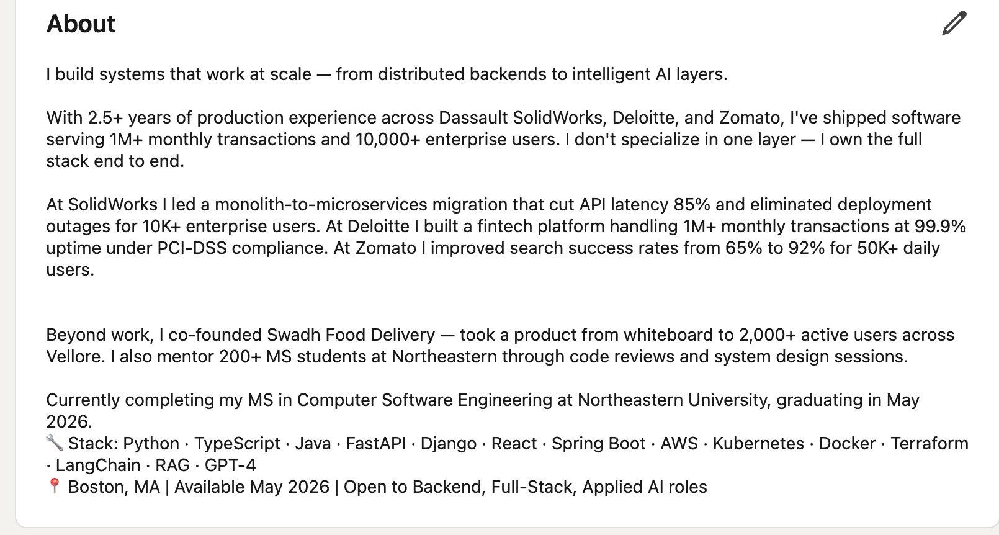 About
I build systems that work at scale — from distributed backends to intelligent AI layers.
With 2.5+ years of production experience across Dassault SolidWorks, Deloitte, and Zomato, I've shipped software
serving 1M+ monthly transactions and 10,000+ enterprise users. I don't specialize in one layer — I own the full
stack end to end.
At SolidWorks I led a monolith-to-microservices migration that cut API latency 85% and eliminated deployment
outages for 10K+ enterprise users. At Deloitte I built a fintech platform handling 1M+ monthly transactions at 99.9%
uptime under PCI-DSS compliance. At Zomato I improved search success rates from 65% to 92% for 50K+ daily
users.
Beyond work, I co-founded Swadh Food Delivery — took a product from whiteboard to 2,000+ active users across
Vellore. I also mentor 200+ MS students at Northeastern through code reviews and system design sessions.
Currently completing my MS in Computer Software Engineering at Northeastern University, graduating in May
2026.
🔧 Stack: Python · TypeScript · Java · FastAPI · Django · React · Spring Boot · AWS · Kubernetes · Docker · Terraform
· LangChain · RAG · GPT-4
📍 Boston, MA | Available May 2026 | Open to Backend, Full-Stack, Applied AI roles